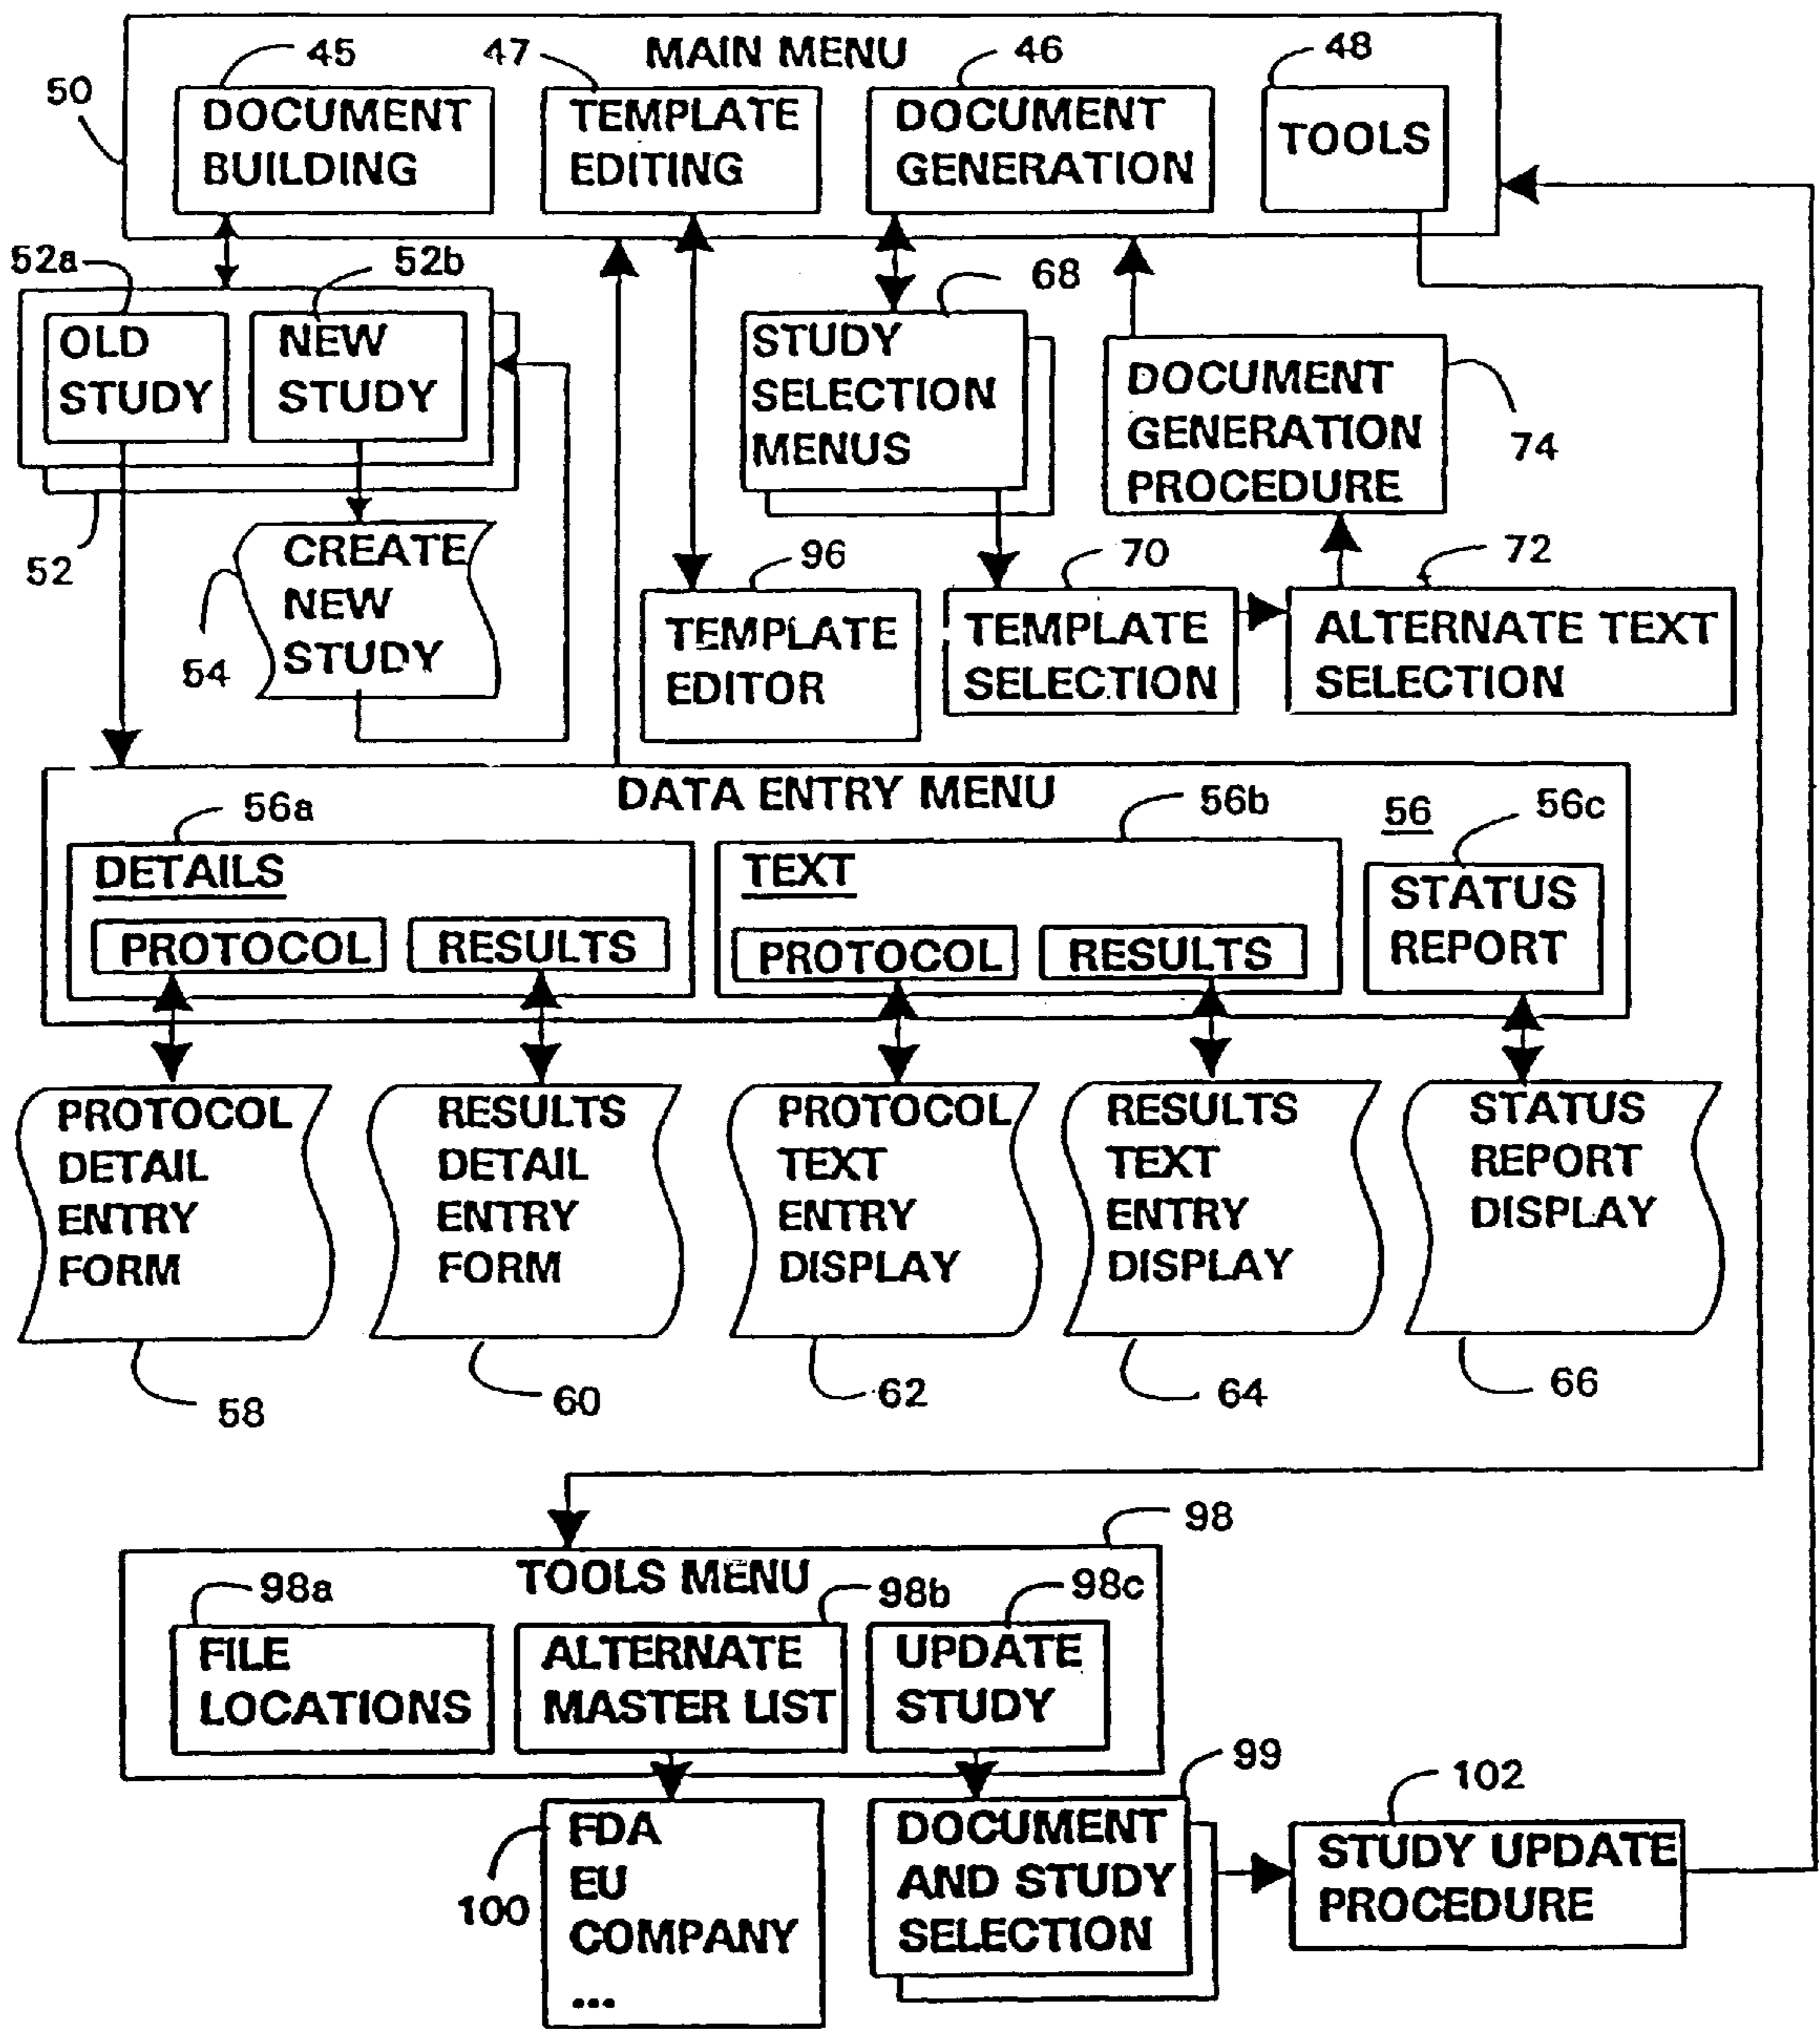 MAIN MENU
45
47
46
48
50
DOCUMENT
BUILDING
TEMPLATE
EDITING
DOCUMENT
GENERATION
TOOLS
52a
52b
68
OLD
STUDY
NEW
STUDY
STUDY
SELECTION
MENUS
DOCUMENT
GENERATION
PROCEDURE
74
52
CREATE
NEW
STUDY
54
96
70
72
TEMPLATE
EDITOR
TEMPLATE
SELECTION
ALTERNATE TEXT
SELECTION
DATA ENTRY MENU
56a
56b
56
56c
DETAILS
PROTOCOL
RESULTS
TEXT
PROTOCOL
RESULTS
STATUS
REPORT
PROTOCOL
DETAIL
ENTRY
FORM
RESULTS
DETAIL
ENTRY
FORM
PROTOCOL
TEXT
ENTRY
DISPLAY
RESULTS
TEXT
ENTRY
DISPLAY
STATUS
REPORT
DISPLAY
58
60
62
64
66
98
TOOLS MENU
98a
98b
98c
FILE
LOCATIONS
ALTERNATE
MASTER LIST
UPDATE
STUDY
99
102
100
FDA
EU
COMPANY
...
DOCUMENT
AND STUDY
SELECTION
STUDY UPDATE
PROCEDURE